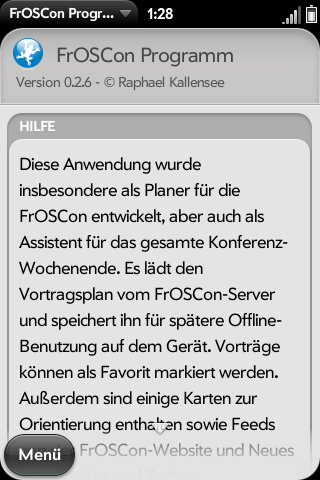 FrOSCon Progr... 1:28
FrOSCon Programm
Version 0.2.6 - © Raphael Kallensee
HILFE
Diese Anwendung wurde
insbesondere als Planer für die
FrOSCon entwickelt, aber auch als
Assistent für das gesamte Konferenz-
Wochenende. Es lädt den
Vortragsplan vom FrOSCon-Server
und speichert ihn für spätere Offline-
Benutzung auf dem Gerät. Vorträge
können als Favorit markiert werden.
Außerdem sind einige Karten zur
Orientierung enthalten sowie Feeds
FrOSCon-Website und Neues
Menü